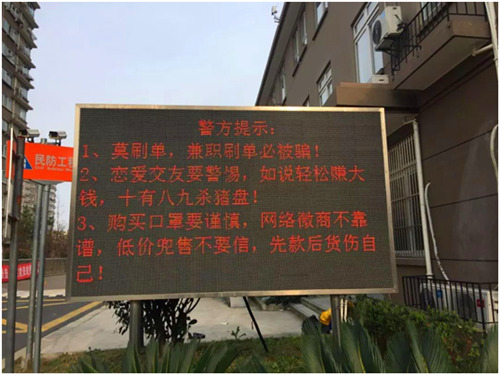 警方提示：
1、莫刷单，兼职刷单必被骗！
2、恋爱交友要警惕，如说轻松赚大
钱，十有八九杀猪盘！
3、购买口罩要谨慎，网络微商不靠
谱，低价兜售不要信，先款后货伤自
己！
民防工